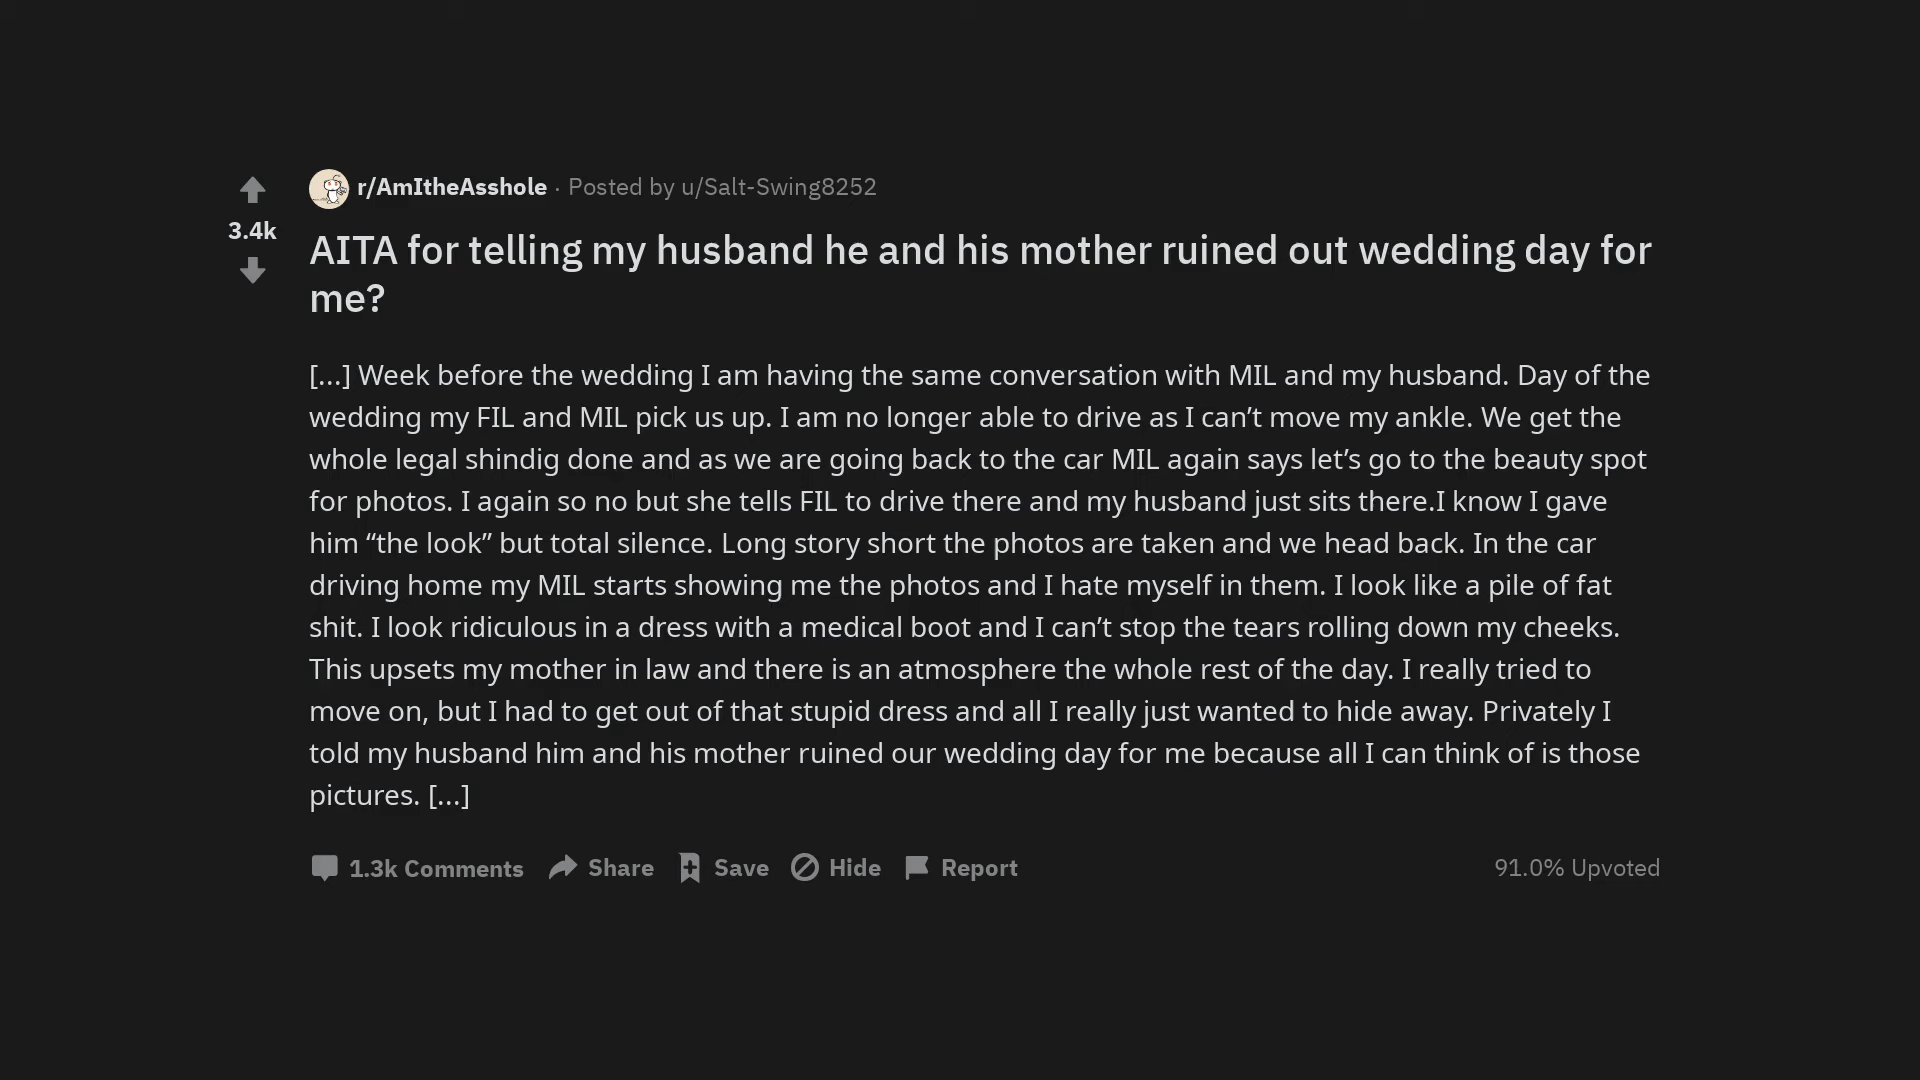 r/AmItheAsshole · Posted by u/Salt-Swing8252
3.4k
AITA for telling my husband he and his mother ruined out wedding day for
me?
[...] Week before the wedding I am having the same conversation with MIL and my husband. Day of the
wedding my FIL and MIL pick us up. I am no longer able to drive as I can’t move my ankle. We get the
whole legal shindig done and as we are going back to the car MIL again says let’s go to the beauty spot
for photos. I again so no but she tells FIL to drive there and my husband just sits there.I know I gave
him “the look” but total silence. Long story short the photos are taken and we head back. In the car
driving home my MIL starts showing me the photos and I hate myself in them. I look like a pile of fat
shit. I look ridiculous in a dress with a medical boot and I can’t stop the tears rolling down my cheeks.
This upsets my mother in law and there is an atmosphere the whole rest of the day. I really tried to
move on, but I had to get out of that stupid dress and all I really just wanted to hide away. Privately I
told my husband him and his mother ruined our wedding day for me because all I can think of is those
pictures. [...]
1.3k Comments Share Save Hide Report 91.0% Upvoted